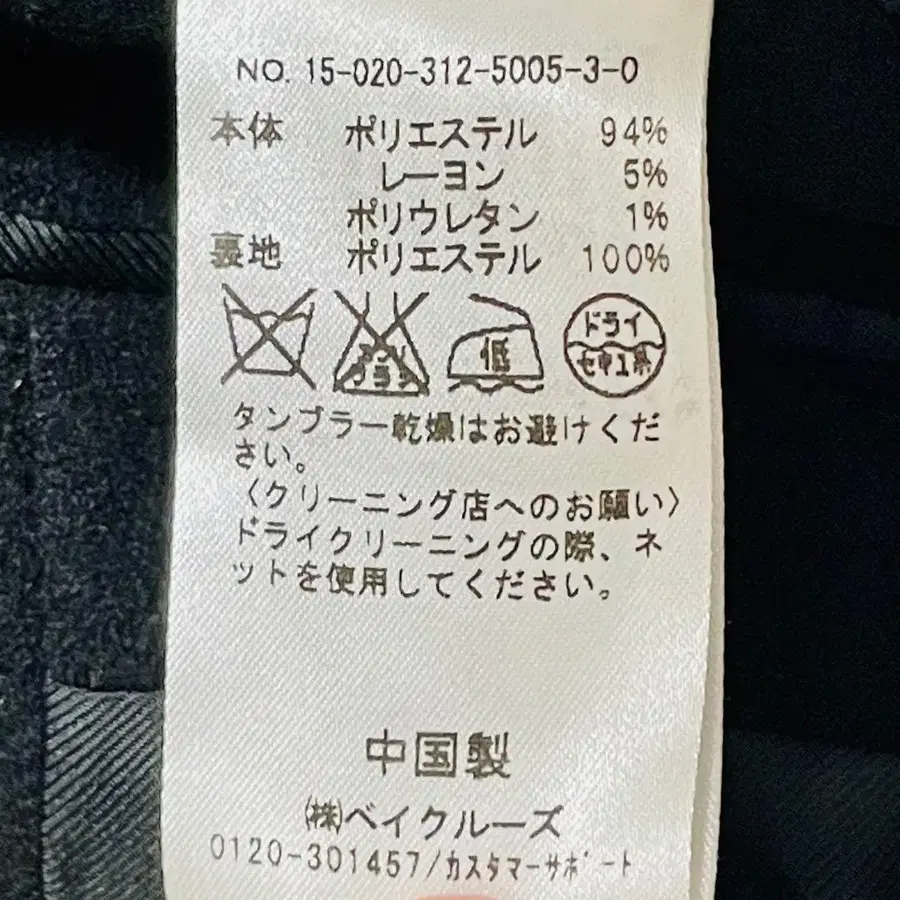 NO. 15-020-312-5005-3-0
本体 ポリエステル 94%
レーヨン 5%
ポリウレタン 1%
裏地 ポリエステル 100%
エンソ
サラシ
低
ドライ
セキユ系
タンブラー乾燥はお避けくだ
さい。
〈クリーニング店へのお願い〉
ドライクリーニングの際、ネ
ットを使用してください。
中国製
㈱ベイクルーズ
0120-301457/カスタマーサポート